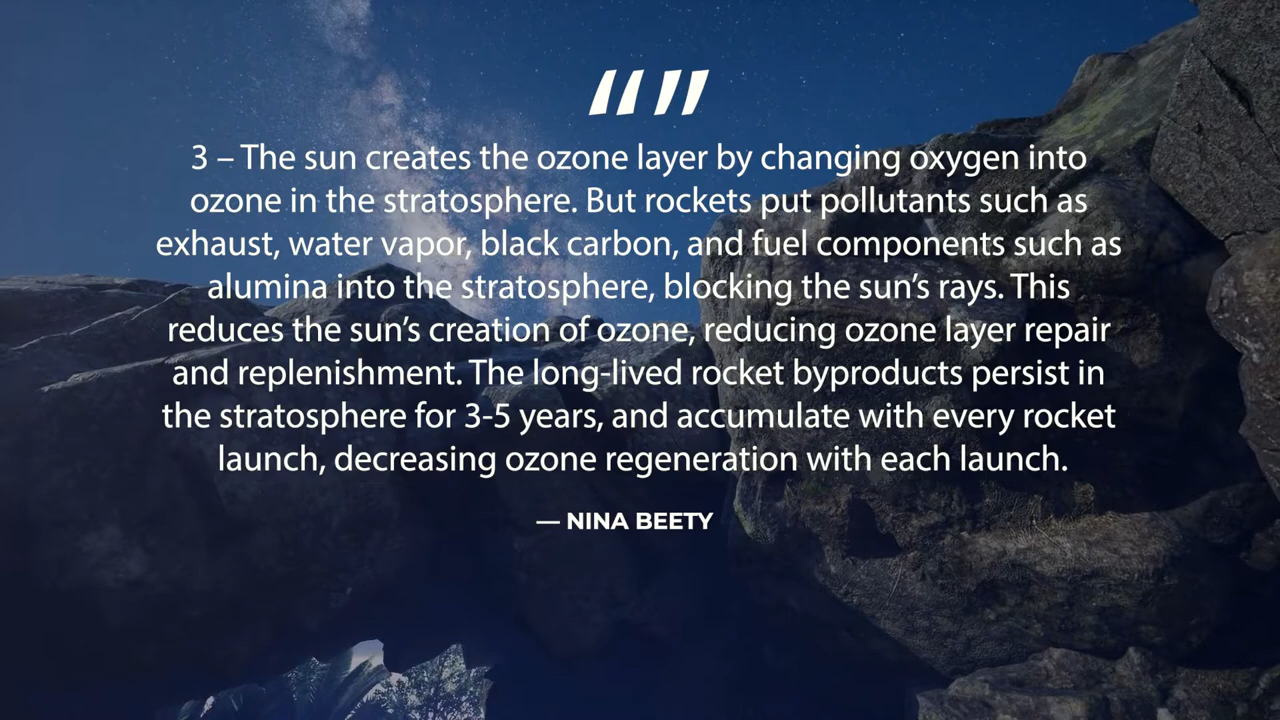 ""
3 – The sun creates the ozone layer by changing oxygen into
ozone in the stratosphere. But rockets put pollutants such as
exhaust, water vapor, black carbon, and fuel components such as
alumina into the stratosphere, blocking the sun’s rays. This
reduces the sun’s creation of ozone, reducing ozone layer repair
and replenishment. The long-lived rocket byproducts persist in
the stratosphere for 3-5 years, and accumulate with every rocket
launch, decreasing ozone regeneration with each launch.
— NINA BEETY